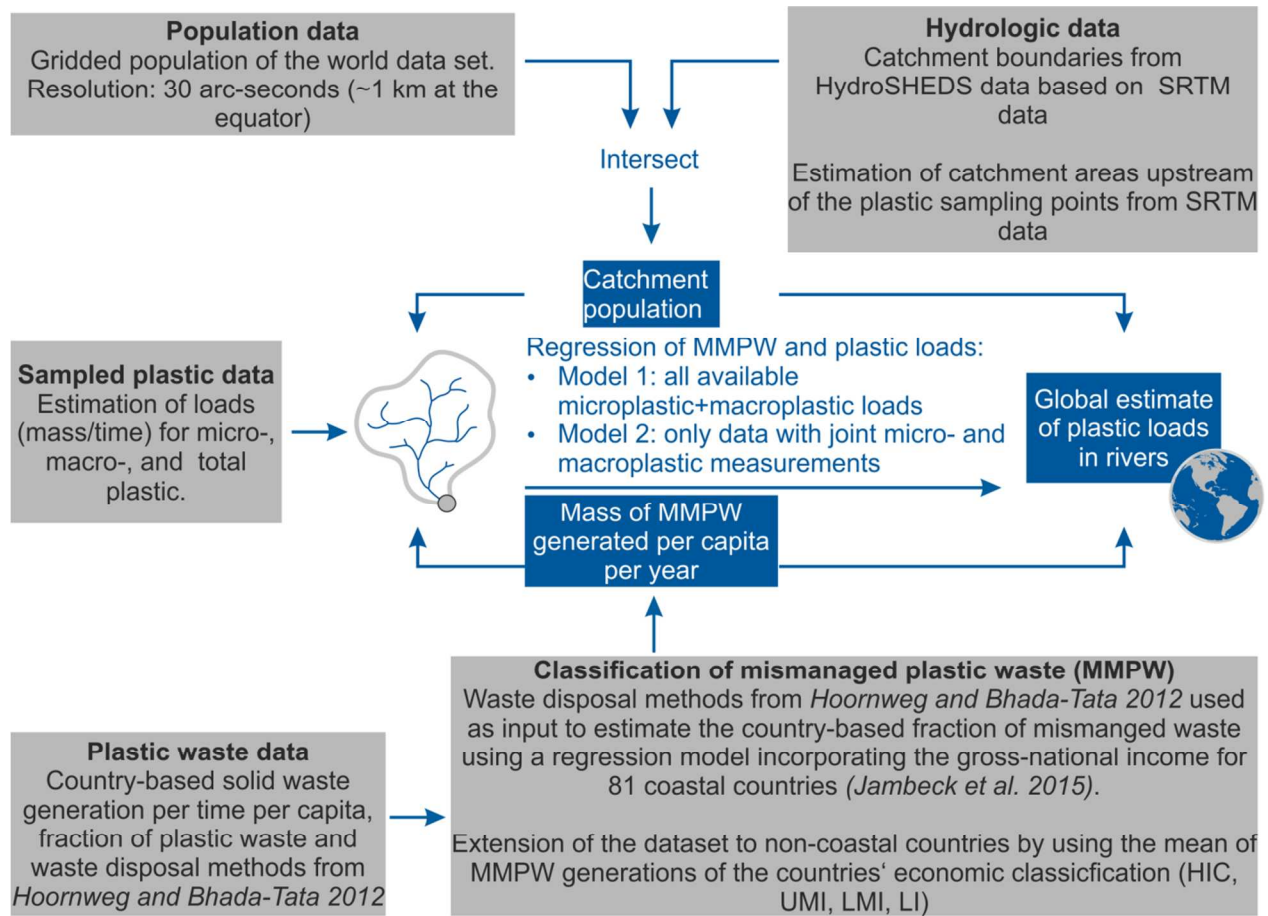 Population data
Gridded population of the world data set.
Resolution: 30 arc-seconds (~1 km at the
equator)
Hydrologic data
Catchment boundaries from
HydroSHEDS data based on SRTM
data
Estimation of catchment areas upstream
of the plastic sampling points from SRTM
data
Intersect
Catchment
population
Sampled plastic data
Estimation of loads
(mass/time) for micro-,
macro-, and total
plastic.
Regression of MMPW and plastic loads:
• Model 1: all available
microplastic+macroplastic loads
• Model 2: only data with joint micro- and
macroplastic measurements
Global estimate
of plastic loads
in rivers
Mass of MMPW
generated per capita
per year
Plastic waste data
Country-based solid waste
generation per time per capita,
fraction of plastic waste and
waste disposal methods from
Hoornweg and Bhada-Tata 2012
Classification of mismanaged plastic waste (MMPW)
Waste disposal methods from Hoornweg and Bhada-Tata 2012 used
as input to estimate the country-based fraction of mismanged waste
using a regression model incorporating the gross-national income for
81 coastal countries (Jambeck et al. 2015).
Extension of the dataset to non-coastal countries by using the mean of
MMPW generations of the countries‘ economic classicfication (HIC,
UMI, LMI, LI)